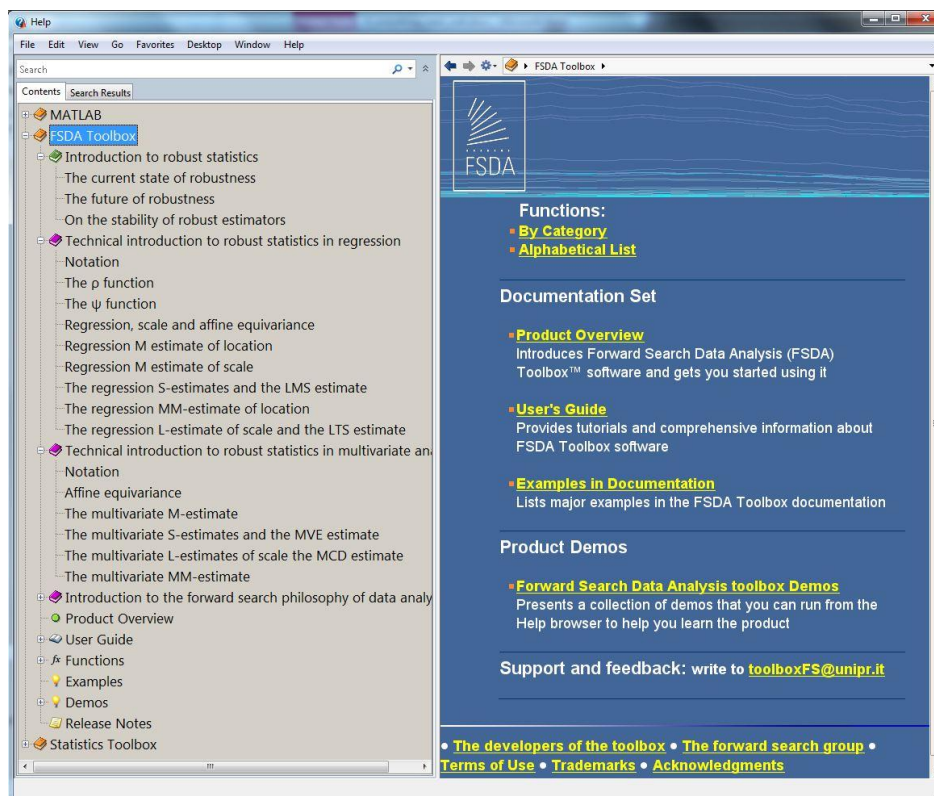 Help
File Edit View Go Favorites Desktop Window Help
Search
Contents Search Results
MATLAB
FSDA Toolbox
Introduction to robust statistics
The current state of robustness
The future of robustness
On the stability of robust estimators
Technical introduction to robust statistics in regression
Notation
The ρ function
The ψ function
Regression, scale and affine equivariance
Regression M estimate of location
Regression M estimate of scale
The regression S-estimates and the LMS estimate
The regression MM-estimate of location
The regression L-estimate of scale and the LTS estimate
Technical introduction to robust statistics in multivariate an
Notation
Affine equivariance
The multivariate M-estimate
The multivariate S-estimates and the MVE estimate
The multivariate L-estimates of scale the MCD estimate
The multivariate MM-estimate
Introduction to the forward search philosophy of data analy
Product Overview
User Guide
fx Functions
Examples
Demos
Release Notes
Statistics Toolbox
FSDA Toolbox
FSDA
Functions:
By Category
Alphabetical List
Documentation Set
Product Overview
Introduces Forward Search Data Analysis (FSDA)
Toolbox™ software and gets you started using it
User's Guide
Provides tutorials and comprehensive information about
FSDA Toolbox software
Examples in Documentation
Lists major examples in the FSDA Toolbox documentation
Product Demos
Forward Search Data Analysis toolbox Demos
Presents a collection of demos that you can run from the
Help browser to help you learn the product
Support and feedback: write to toolboxFS@unipr.it
● The developers of the toolbox ● The forward search group ●
Terms of Use ● Trademarks ● Acknowledgments